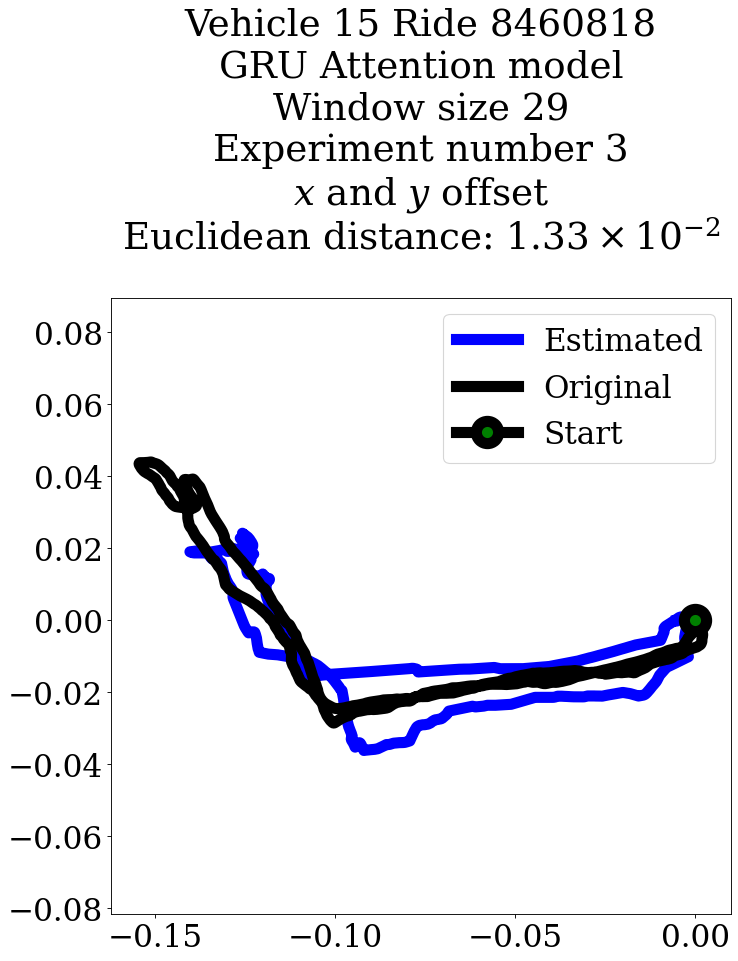 Vehicle 15 Ride 8460818
GRU Attention model
Window size 29
Experiment number 3
x and y offset
Euclidean distance: 1.33 × 10⁻²
Estimated
Original
Start
0.08
0.06
0.04
0.02
0.00
−0.02
−0.04
−0.06
−0.08
−0.15 −0.10 −0.05 0.00